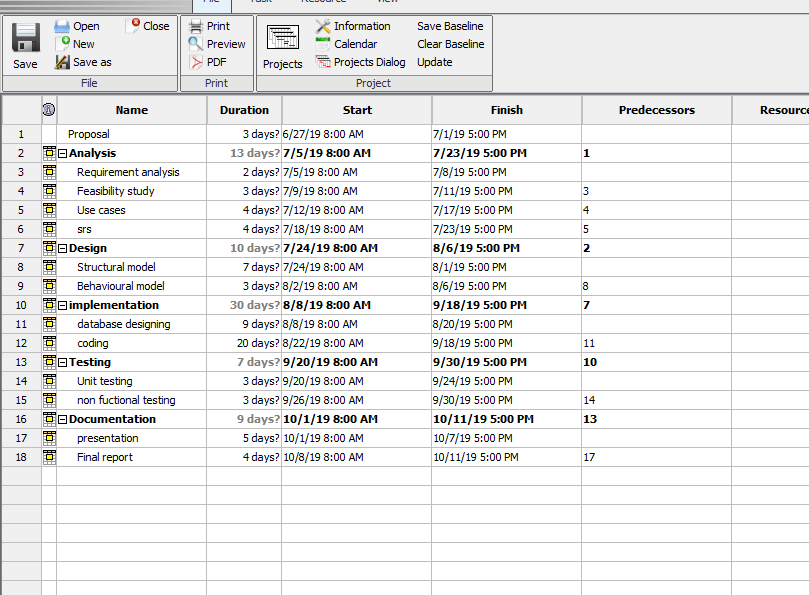 File Task Resource View
Open Close Print Information Save Baseline
New Preview Calendar Clear Baseline
Save Save as PDF Projects Projects Dialog Update
File Print Project
Name Duration Start Finish Predecessors Resource
1 Proposal 3 days? 6/27/19 8:00 AM 7/1/19 5:00 PM
2 Analysis 13 days? 7/5/19 8:00 AM 7/23/19 5:00 PM 1
3 Requirement analysis 2 days? 7/5/19 8:00 AM 7/8/19 5:00 PM
4 Feasibility study 3 days? 7/9/19 8:00 AM 7/11/19 5:00 PM 3
5 Use cases 4 days? 7/12/19 8:00 AM 7/17/19 5:00 PM 4
6 srs 4 days? 7/18/19 8:00 AM 7/23/19 5:00 PM 5
7 Design 10 days? 7/24/19 8:00 AM 8/6/19 5:00 PM 2
8 Structural model 7 days? 7/24/19 8:00 AM 8/1/19 5:00 PM
9 Behavioural model 3 days? 8/2/19 8:00 AM 8/6/19 5:00 PM 8
10 implementation 30 days? 8/8/19 8:00 AM 9/18/19 5:00 PM 7
11 database designing 9 days? 8/8/19 8:00 AM 8/20/19 5:00 PM
12 coding 20 days? 8/22/19 8:00 AM 9/18/19 5:00 PM 11
13 Testing 7 days? 9/20/19 8:00 AM 9/30/19 5:00 PM 10
14 Unit testing 3 days? 9/20/19 8:00 AM 9/24/19 5:00 PM
15 non fuctional testing 3 days? 9/26/19 8:00 AM 9/30/19 5:00 PM 14
16 Documentation 9 days? 10/1/19 8:00 AM 10/11/19 5:00 PM 13
17 presentation 5 days? 10/1/19 8:00 AM 10/7/19 5:00 PM
18 Final report 4 days? 10/8/19 8:00 AM 10/11/19 5:00 PM 17